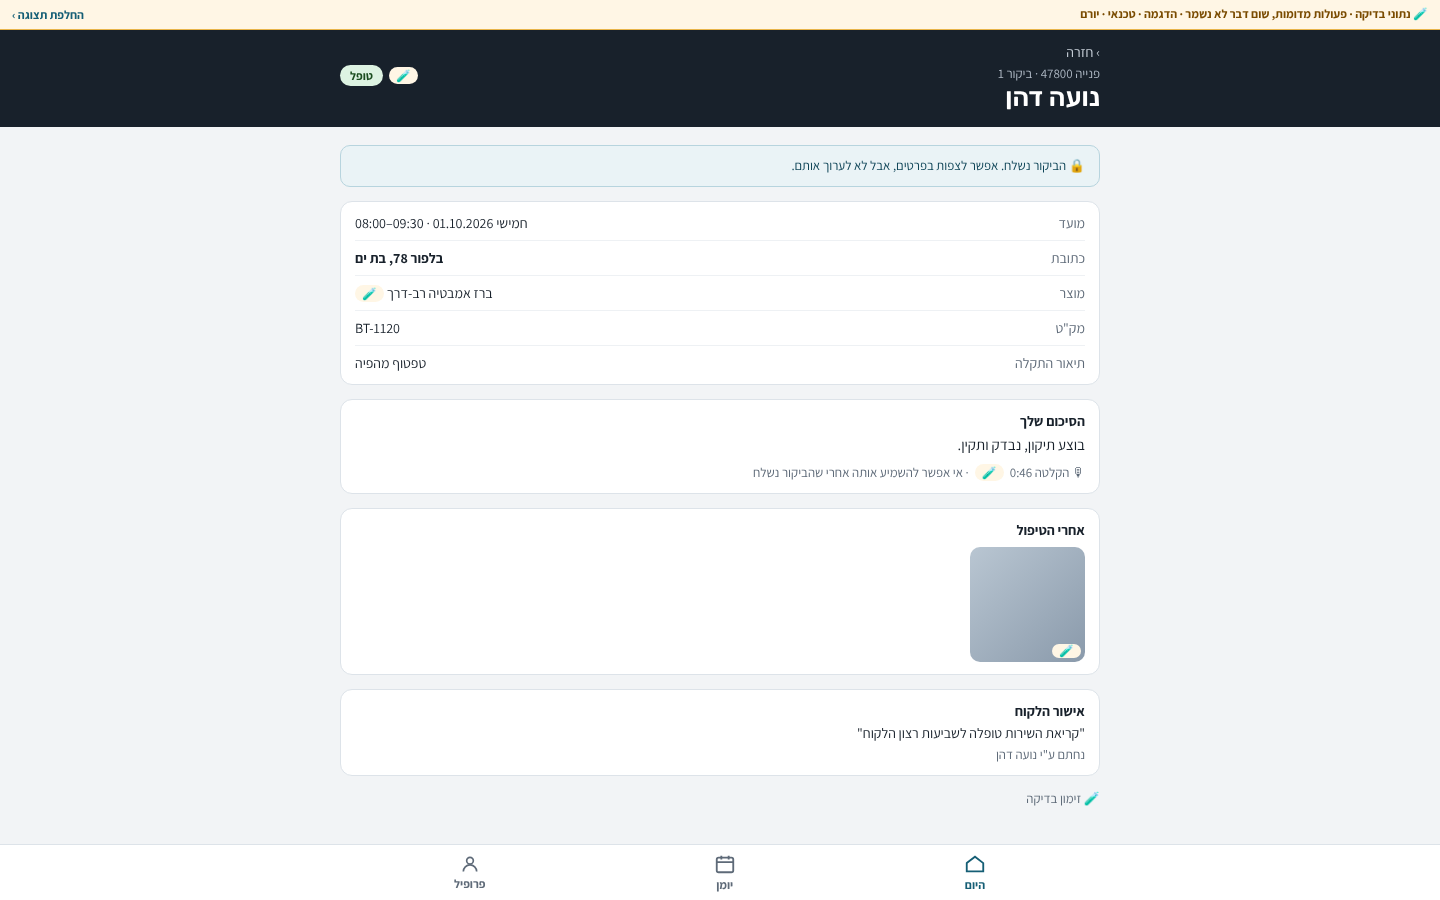 🧪 נתוני בדיקה · פעולות מדומות, שום דבר לא נשמר · הדגמה · טכנאי · יורם
החלפת תצוגה ›
› חזרה
פנייה 47800 · ביקור 1
נועה דהן
🧪 טופל
🔒 הביקור נשלח. אפשר לצפות בפרטים, אבל לא לערוך אותם.
מועד חמישי 01.10.2026 · 08:00–09:30
כתובת בלפור 78, בת ים
מוצר ברז אמבטיה רב-דרך 🧪
מק"ט BT-1120
תיאור התקלה טפטוף מהפיה
הסיכום שלך
בוצע תיקון, נבדק ותקין.
🎙 הקלטה 0:46 🧪 · אי אפשר להשמיע אותה אחרי שהביקור נשלח
אחרי הטיפול
🧪
אישור הלקוח
"קריאת השירות טופלה לשביעות רצון הלקוח"
נחתם ע"י נועה דהן
🧪 זימון בדיקה
היום
יומן
פרופיל